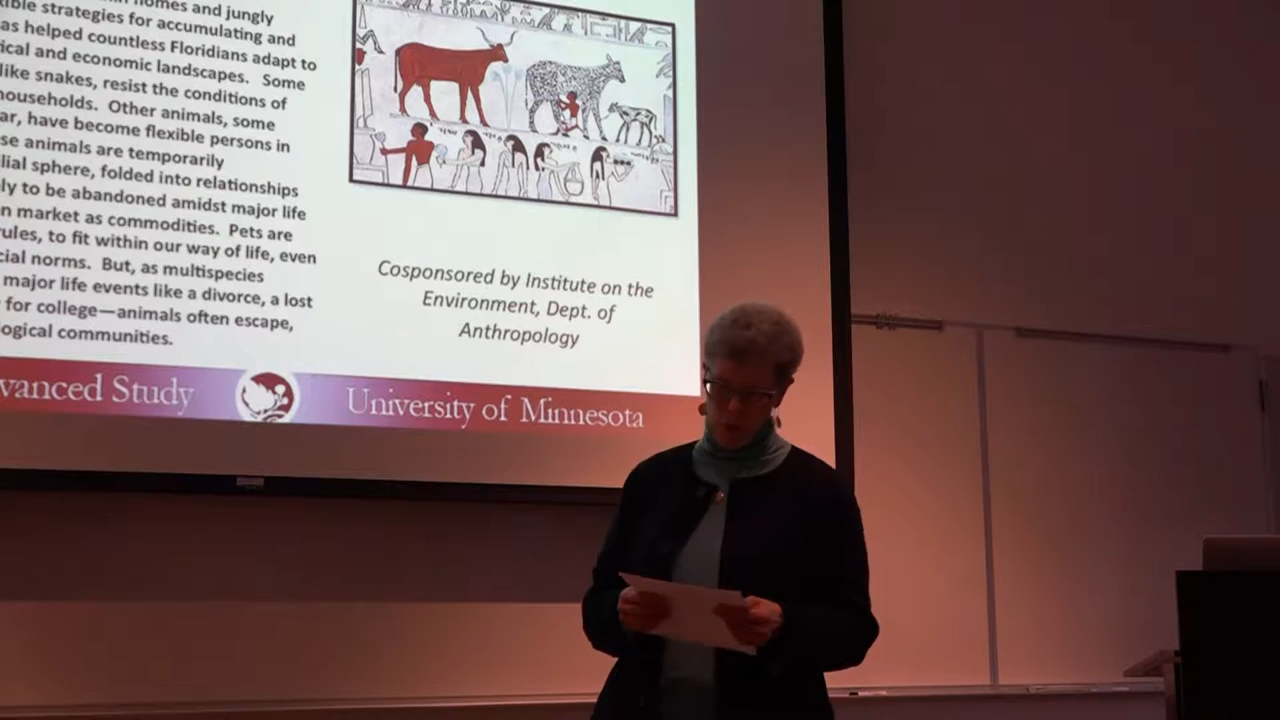 homes and jungly
strategies for accumulating and
as helped countless Floridians adapt to
ical and economic landscapes. Some
like snakes, resist the conditions of
households. Other animals, some
ar, have become flexible persons in
se animals are temporarily
lial sphere, folded into relationships
ly to be abandoned amidst major life
n market as commodities. Pets are
rules, to fit within our way of life, even
cial norms. But, as multispecies
major life events like a divorce, a lost
for college—animals often escape,
logical communities.
Cosponsored by Institute on the
Environment, Dept. of
Anthropology
vanced Study
University of Minnesota